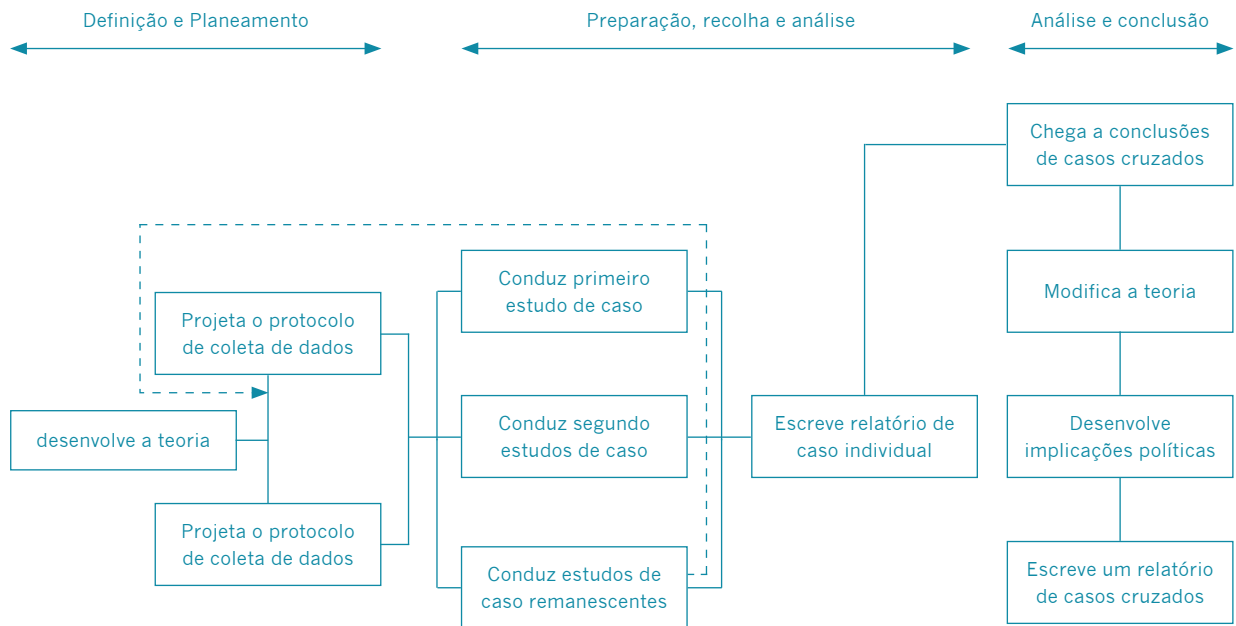 Definição e Planeamento
Preparação, recolha e análise
Análise e conclusão
Chega a conclusões
de casos cruzados
Conduz primeiro
estudo de caso
Modifica a teoria
Projeta o protocolo
de coleta de dados
desenvolve a teoria
Conduz segundo
estudos de caso
Escreve relatório de
caso individual
Desenvolve
implicações políticas
Projeta o protocolo
de coleta de dados
Conduz estudos de
caso remanescentes
Escreve um relatório
de casos cruzados